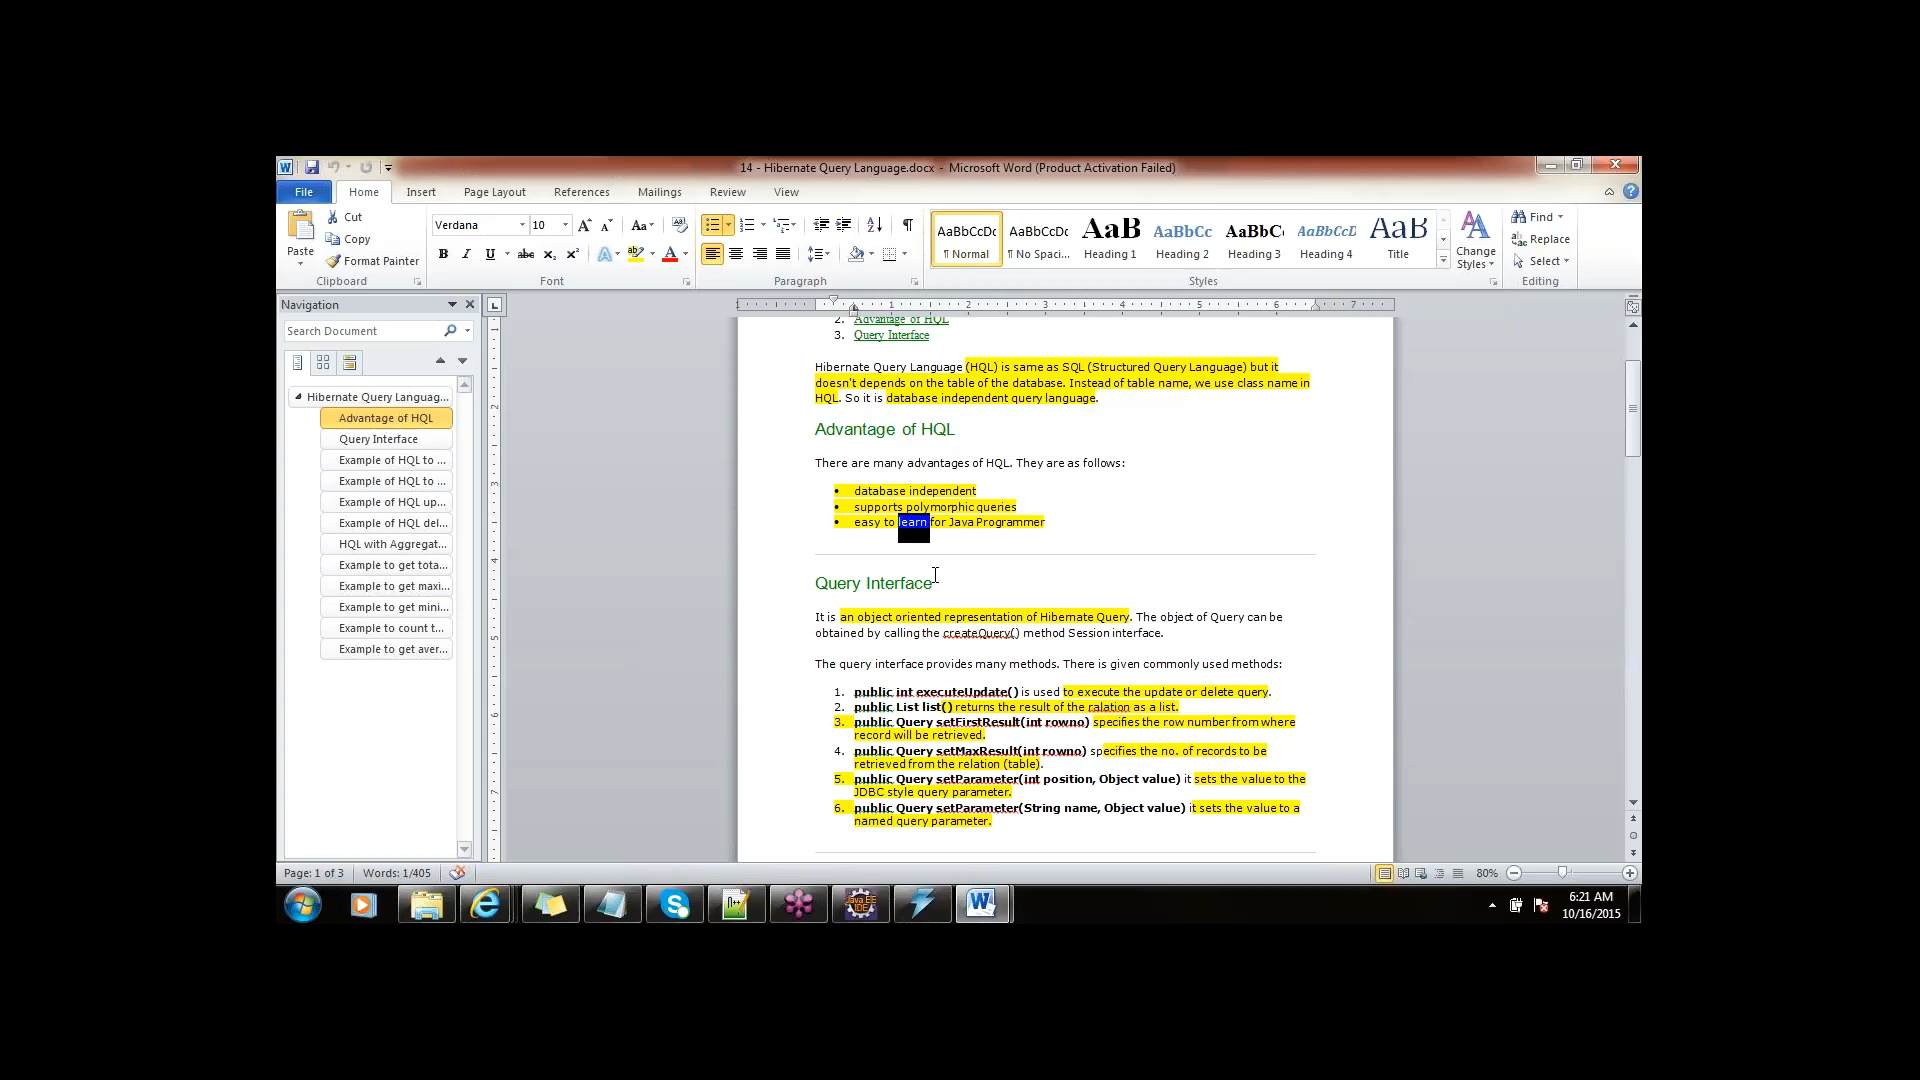 14 - Hibernate Query Language.docx - Microsoft Word (Product Activation Failed)
File Home Insert Page Layout References Mailings Review View
Cut
Copy
Format Painter
Paste
Clipboard
Verdana 10
Font
Paragraph
AaBbCcDc AaBbCcDc AaB AaBbCc AaBbCc AaBbCcD AaB
¶ Normal ¶ No Spaci... Heading 1 Heading 2 Heading 3 Heading 4 Title
Change Styles
Styles
Find
Replace
Select
Editing
Navigation
Search Document
Hibernate Query Languag...
Advantage of HQL
Query Interface
Example of HQL to ...
Example of HQL to ...
Example of HQL up...
Example of HQL del...
HQL with Aggregat...
Example to get tota...
Example to get maxi...
Example to get mini...
Example to count t...
Example to get aver...
2. Advantage of HQL
3. Query Interface
Hibernate Query Language (HQL) is same as SQL (Structured Query Language) but it
doesn't depends on the table of the database. Instead of table name, we use class name in
HQL. So it is database independent query language.
Advantage of HQL
There are many advantages of HQL. They are as follows:
• database independent
• supports polymorphic queries
• easy to learn for Java Programmer
Query Interface
It is an object oriented representation of Hibernate Query. The object of Query can be
obtained by calling the createQuery() method Session interface.
The query interface provides many methods. There is given commonly used methods:
1. public int executeUpdate() is used to execute the update or delete query.
2. public List list() returns the result of the ralation as a list.
3. public Query setFirstResult(int rowno) specifies the row number from where
record will be retrieved.
4. public Query setMaxResult(int rowno) specifies the no. of records to be
retrieved from the relation (table).
5. public Query setParameter(int position, Object value) it sets the value to the
JDBC style query parameter.
6. public Query setParameter(String name, Object value) it sets the value to a
named query parameter.
Page: 1 of 3 Words: 1/405
80%
Java EE
IDE
6:21 AM
10/16/2015